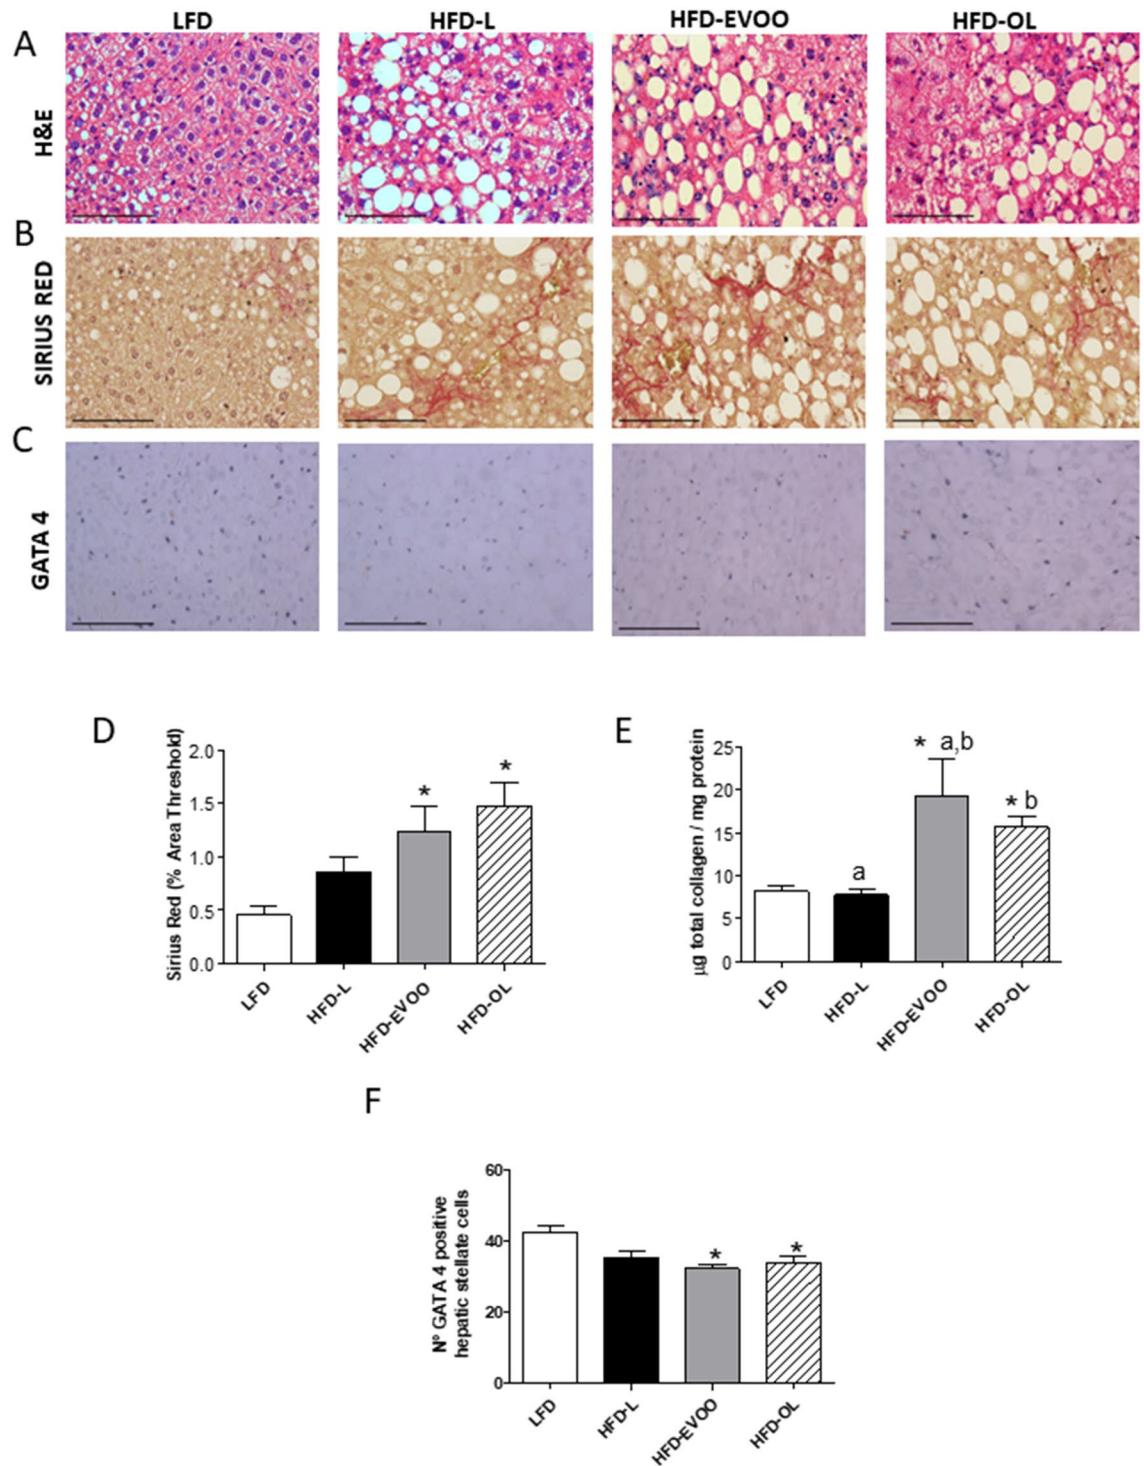 LFD HFD-L HFD-EVOO HFD-OL
A
H&E
B
SIRIUS RED
C
GATA 4
D
Sirius Red (% Area Threshold)
2.0
1.5
1.0
0.5
0.0
* *
LFD HFD-L HFD-EVOO HFD-OL
E
µg total collagen / mg protein
25
20
15
10
5
0
a
* a,b
* b
LFD HFD-L HFD-EVOO HFD-OL
F
Nº GATA 4 positive
hepatic stellate cells
60
40
20
0
* *
LFD HFD-L HFD-EVOO HFD-OL